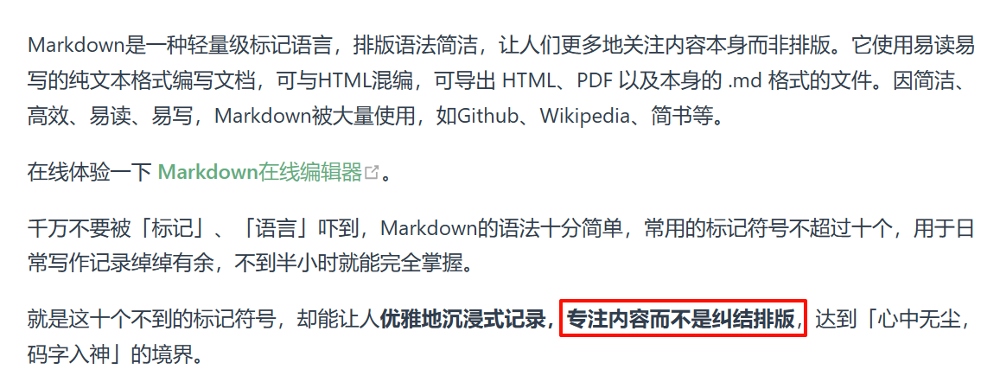 Markdown是一种轻量级标记语言，排版语法简洁，让人们更多地关注内容本身而非排版。它使用易读易
写的纯文本格式编写文档，可与HTML混编，可导出 HTML、PDF 以及本身的 .md 格式的文件。因简洁、
高效、易读、易写，Markdown被大量使用，如Github、Wikipedia、简书等。
在线体验一下 Markdown在线编辑器。
千万不要被「标记」、「语言」吓到，Markdown的语法十分简单，常用的标记符号不超过十个，用于日
常写作记录绰绰有余，不到半小时就能完全掌握。
就是这十个不到的标记符号，却能让人优雅地沉浸式记录，专注内容而不是纠结排版，达到「心中无尘，
码字入神」的境界。